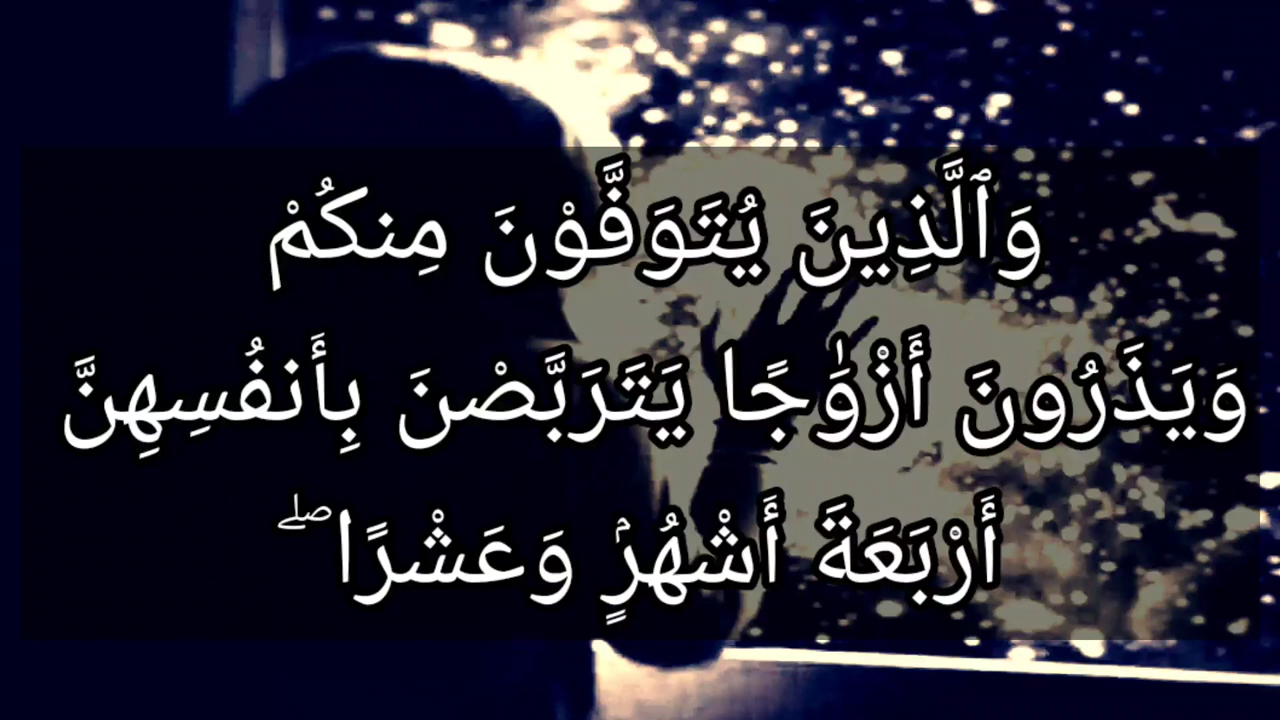 وَٱلَّذِينَ يُتَوَفَّوْنَ مِنكُمْ
وَيَذَرُونَ أَزْوَٰجًا يَتَرَبَّصْنَ بِأَنفُسِهِنَّ
أَرْبَعَةَ أَشْهُرٍۢ وَعَشْرًا ۖ